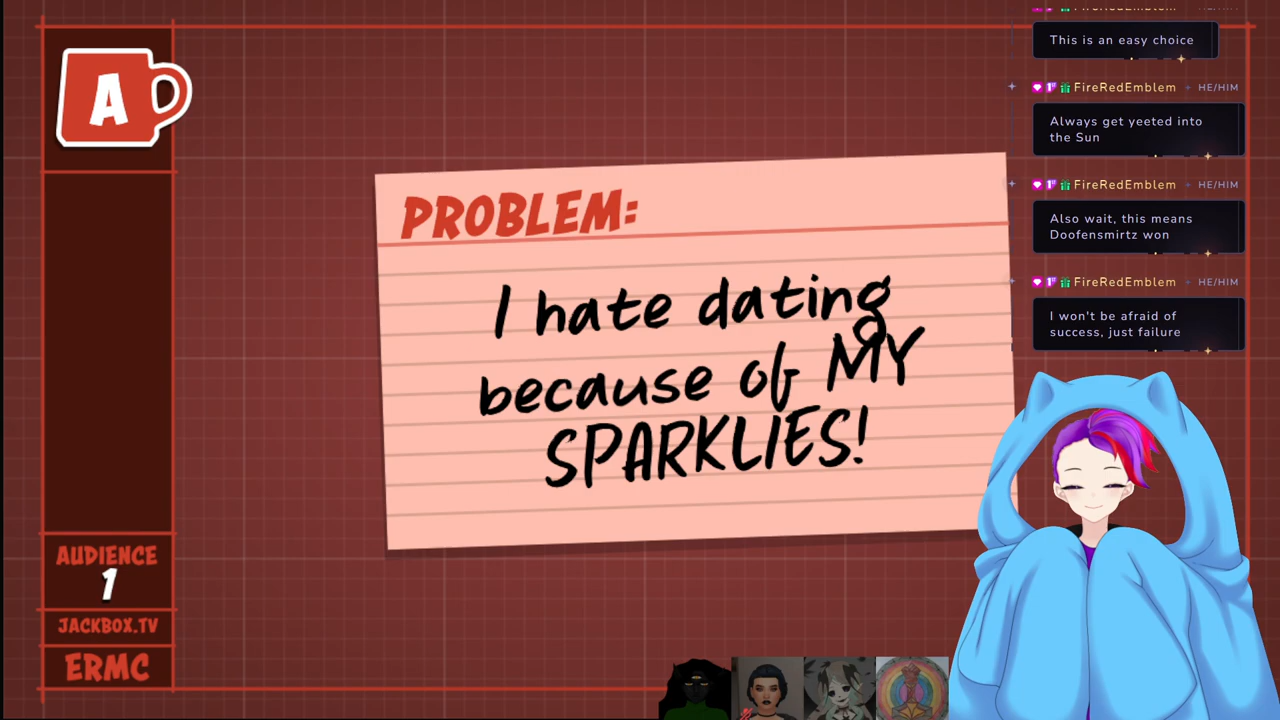 A
PROBLEM:
I hate dating
because of MY
SPARKLIES!
AUDIENCE
1
JACKBOX.TV
ERMC
FireRedEmblem
This is an easy choice
FireRedEmblem HE/HIM
Always get yeeted into
the Sun
FireRedEmblem HE/HIM
Also wait, this means
Doofensmirtz won
FireRedEmblem HE/HIM
I won't be afraid of
success, just failure